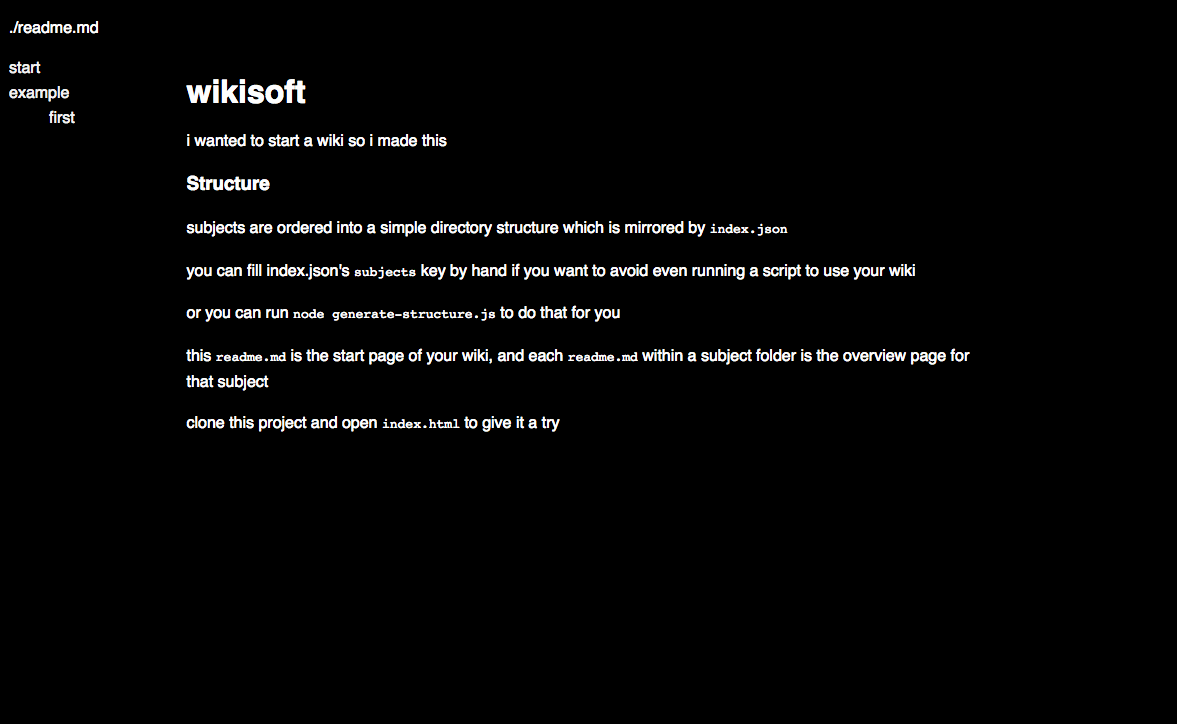 ./readme.md
start
example
first
wikisoft
i wanted to start a wiki so i made this
Structure
subjects are ordered into a simple directory structure which is mirrored by index.json
you can fill index.json's subjects key by hand if you want to avoid even running a script to use your wiki
or you can run node generate-structure.js to do that for you
this readme.md is the start page of your wiki, and each readme.md within a subject folder is the overview page for
that subject
clone this project and open index.html to give it a try